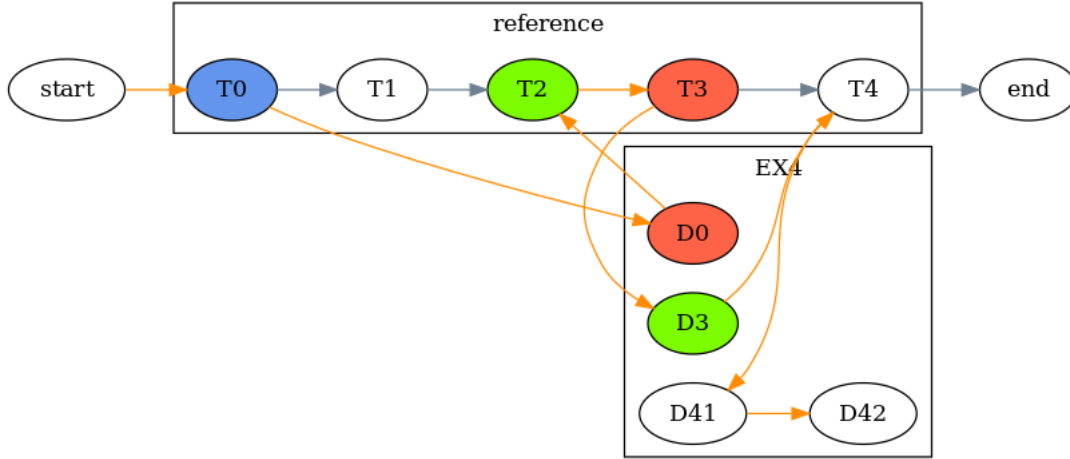 reference
start
T0
T1
T2
T3
T4
end
EX4
D0
D3
D41
D42